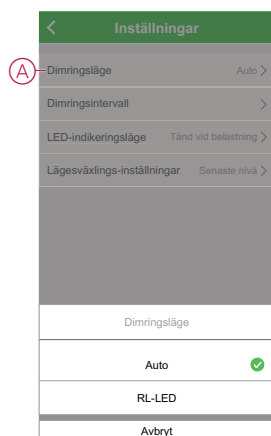 Inställningar
A
Dimringsläge Auto
Dimringsintervall
LED-indikeringsläge Tänd vid belastning
Lägesväxlings-inställningar Senaste nivå
Dimringsläge
Auto
RL-LED
Avbryt